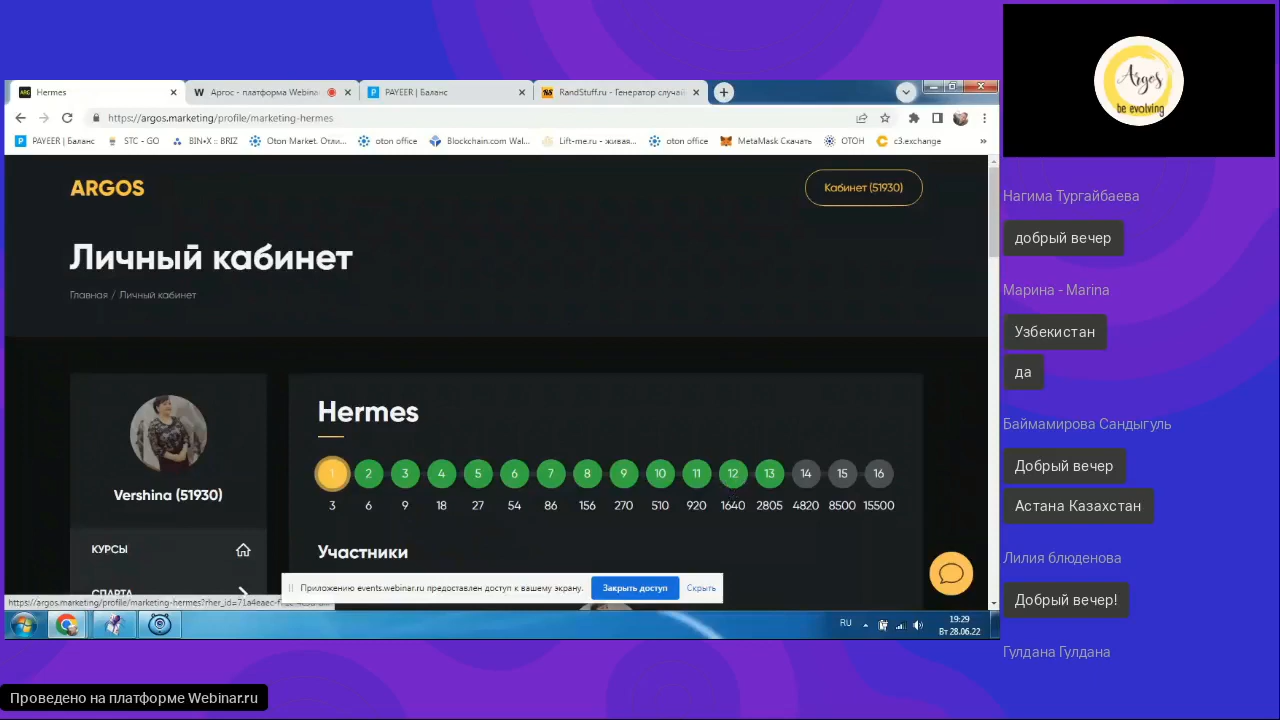 Hermes
Аргос - платформа Webina
PAYEER | Баланс
RandStuff.ru - Генератор случай
https://argos.marketing/profile/marketing-hermes
PAYEER | Баланс
STC - GO
BIN•X :: BRIZ
Oton Market. Отли...
oton office
Blockchain.com Wal...
Lift-me.ru - живая...
oton office
MetaMask Скачать
ОТОН
c3.exchange
»
ARGOS
Кабинет (51930)
Личный кабинет
Главная / Личный кабинет
Vershina (51930)
КУРСЫ
СПАРТА
Hermes
1 2 3 4 5 6 7 8 9 10 11 12 13 14 15 16
3 6 9 18 27 54 86 156 270 510 920 1640 2805 4820 8500 15500
Участники
Приложению events.webinar.ru предоставлен доступ к вашему экрану.
Закрыть доступ
Скрыть
RU
19:29
Вт 28.06.22
Argos
be evolving
Нагима Тургайбаева
добрый вечер
Марина - Marina
Узбекистан
да
Баймамирова Сандыгуль
Добрый вечер
Астана Казахстан
Лилия блюденова
Добрый вечер!
Гулдана Гулдана
Проведено на платформе Webinar.ru